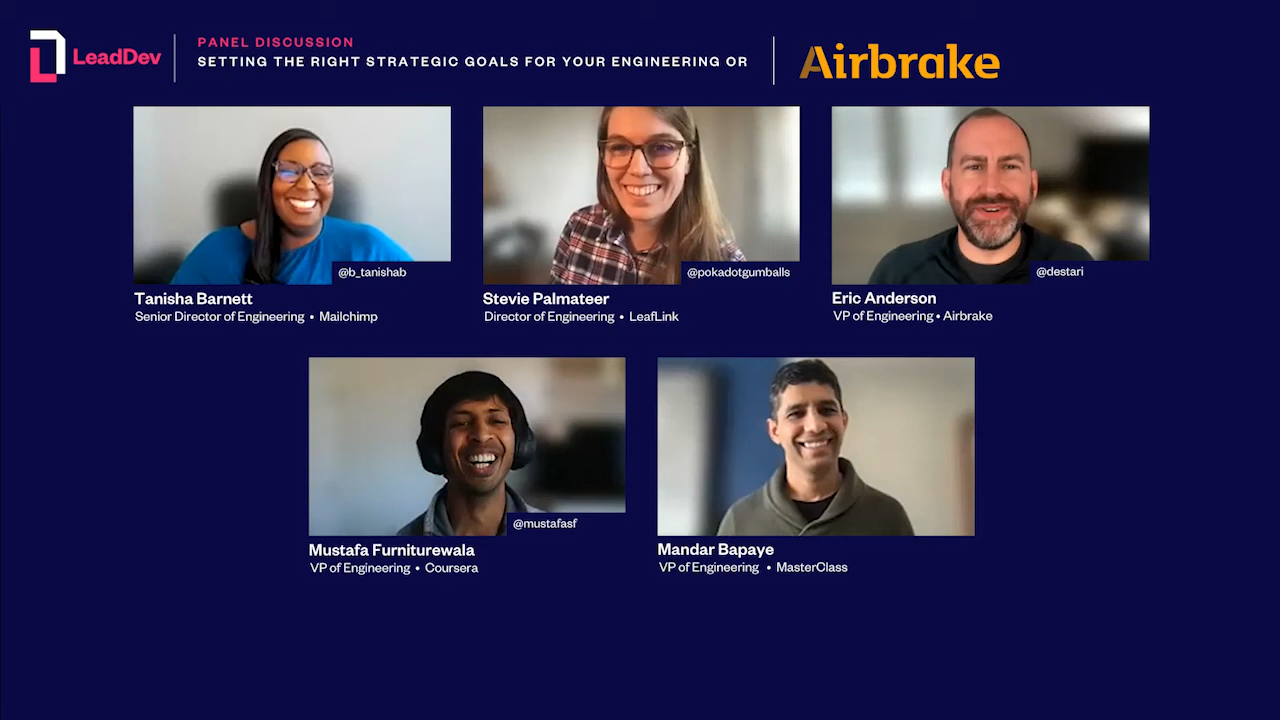 LeadDev
PANEL DISCUSSION
SETTING THE RIGHT STRATEGIC GOALS FOR YOUR ENGINEERING OR
Airbrake
@b_tanishab
Tanisha Barnett
Senior Director of Engineering • Mailchimp
@pokadotgumballs
Stevie Palmateer
Director of Engineering • LeafLink
@destari
Eric Anderson
VP of Engineering • Airbrake
@mustafasf
Mustafa Furniturewala
VP of Engineering • Coursera
Mandar Bapaye
VP of Engineering • MasterClass